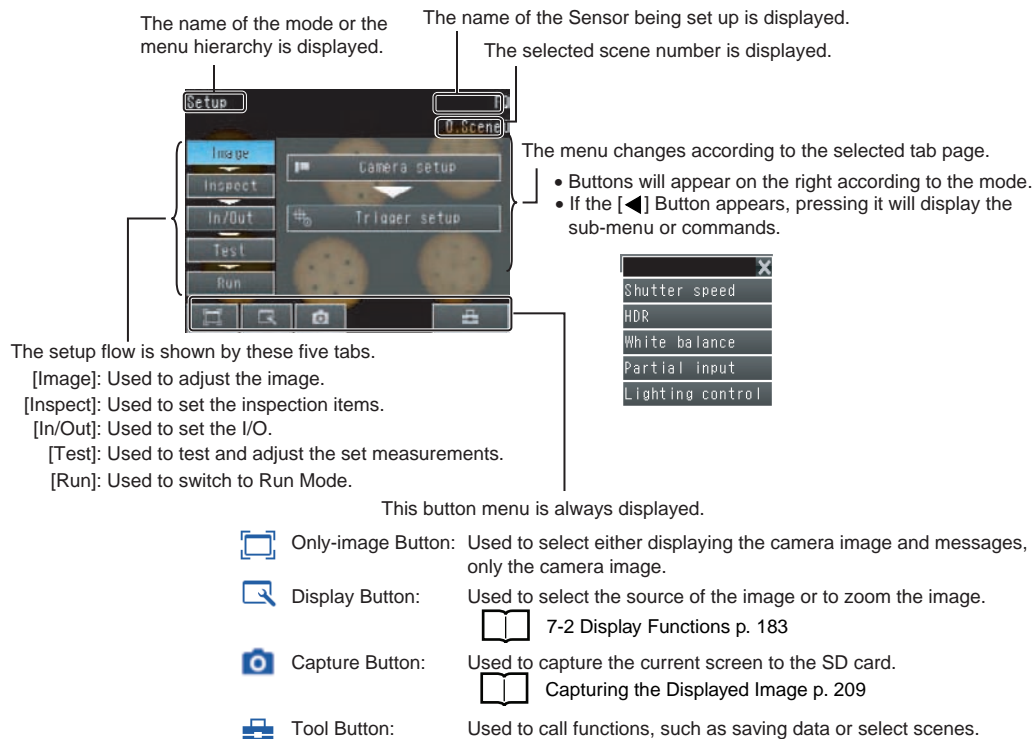 The name of the mode or the
menu hierarchy is displayed.
The name of the Sensor being set up is displayed.
The selected scene number is displayed.
Setup
0.Scene
Image
Inspect
In/Out
Test
Run
Camera setup
Trigger setup
The menu changes according to the selected tab page.
• Buttons will appear on the right according to the mode.
• If the [◀] Button appears, pressing it will display the
sub-menu or commands.
X
Shutter speed
HDR
White balance
Partial input
Lighting control
The setup flow is shown by these five tabs.
[Image]: Used to adjust the image.
[Inspect]: Used to set the inspection items.
[In/Out]: Used to set the I/O.
[Test]: Used to test and adjust the set measurements.
[Run]: Used to switch to Run Mode.
This button menu is always displayed.
Only-image Button: Used to select either displaying the camera image and messages,
only the camera image.
Display Button: Used to select the source of the image or to zoom the image.
7-2 Display Functions p. 183
Capture Button: Used to capture the current screen to the SD card.
Capturing the Displayed Image p. 209
Tool Button: Used to call functions, such as saving data or select scenes.